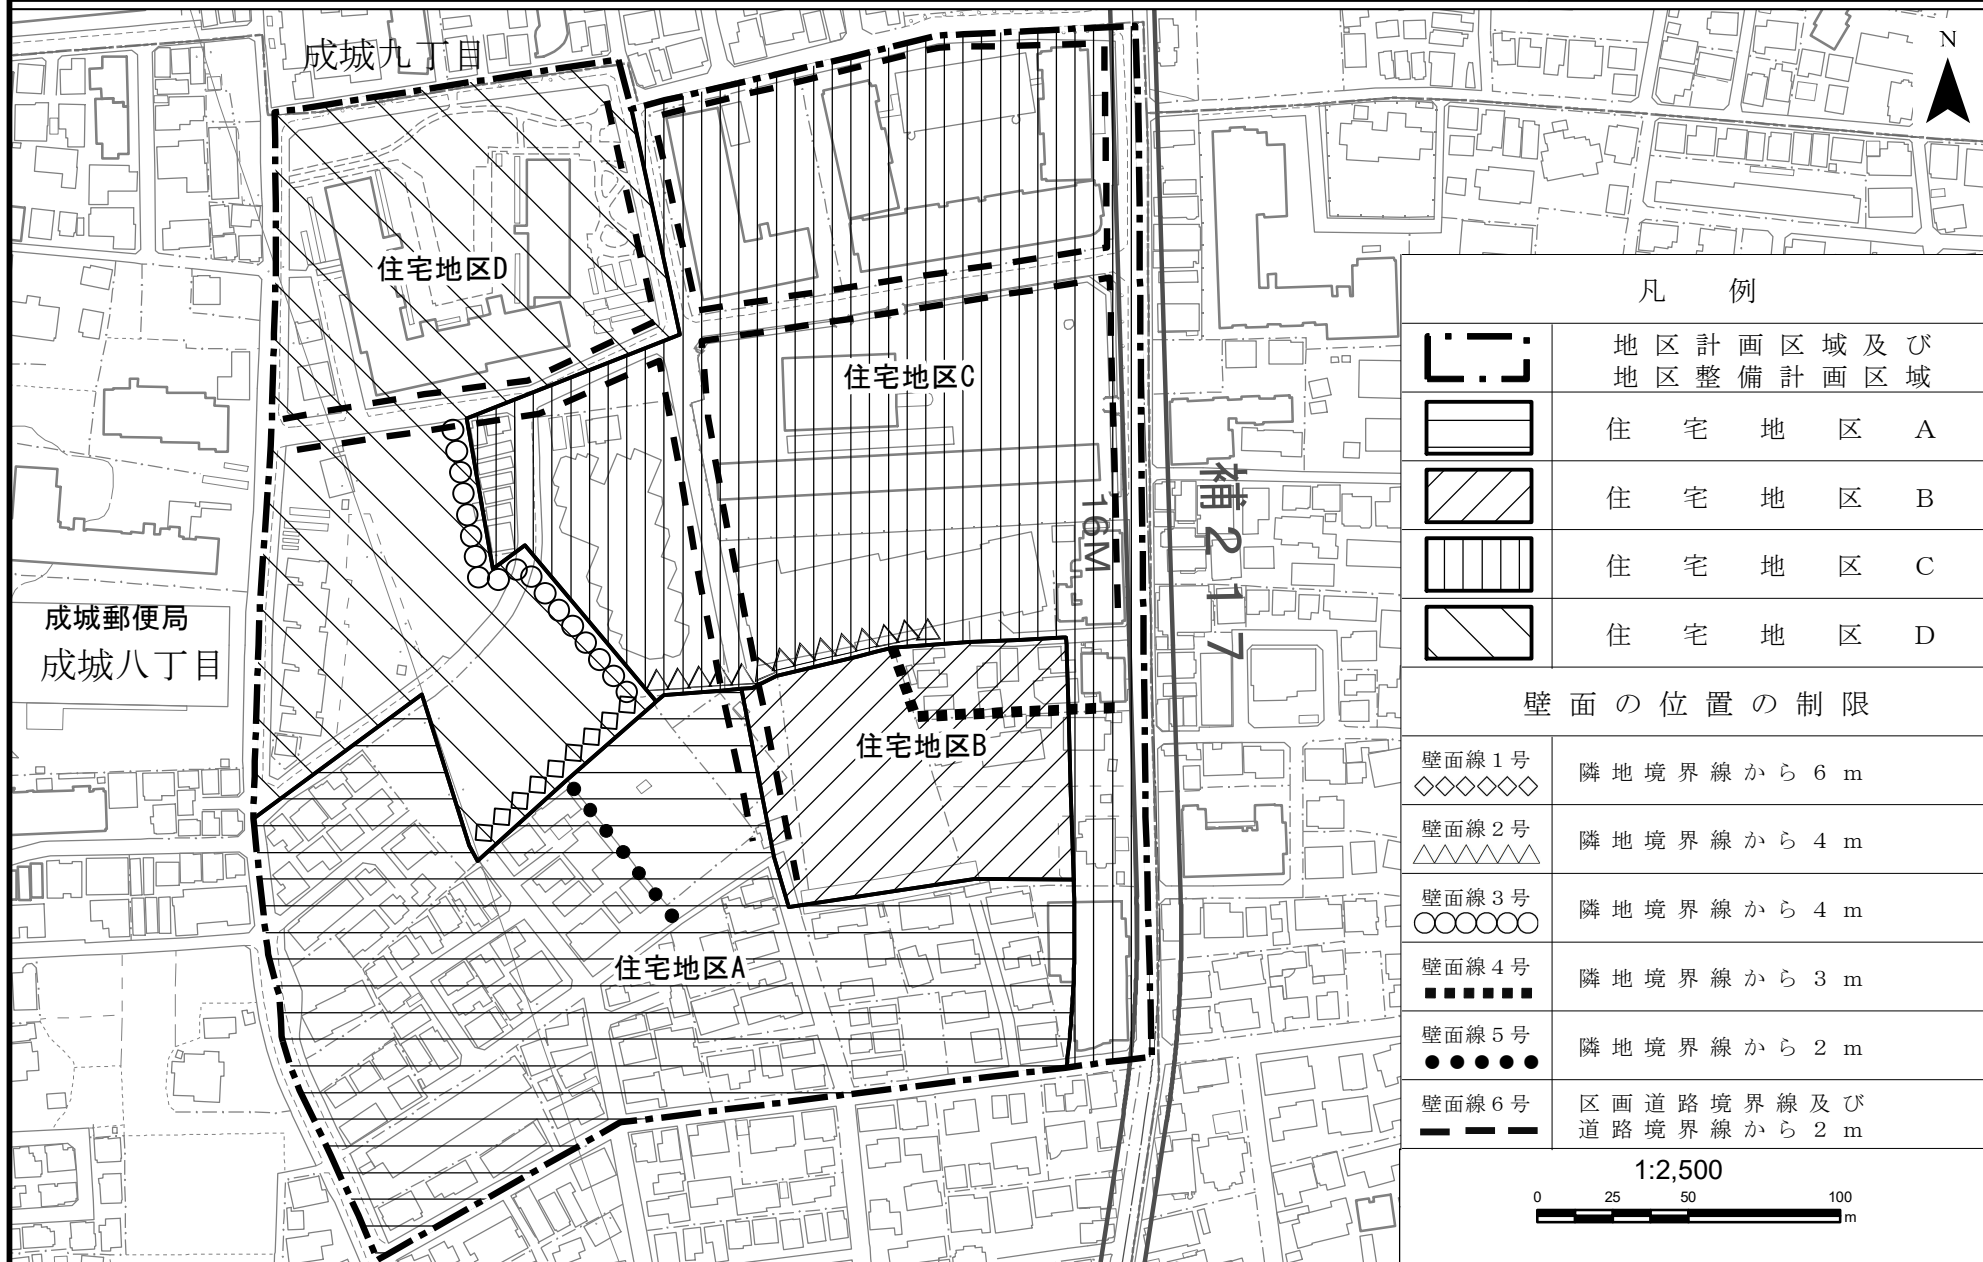 成城九丁目
N
住宅地区D
住宅地区C
補217
16M
成城郵便局
成城八丁目
住宅地区B
住宅地区A
凡例
地区計画区域及び
地区整備計画区域
住宅地区A
住宅地区B
住宅地区C
住宅地区D
壁面の位置の制限
壁面線1号 隣地境界線から6m
壁面線2号 隣地境界線から4m
壁面線3号 隣地境界線から4m
壁面線4号 隣地境界線から3m
壁面線5号 隣地境界線から2m
壁面線6号 区画道路境界線及び
道路境界線から2m
1:2,500
0 25 50 100
m